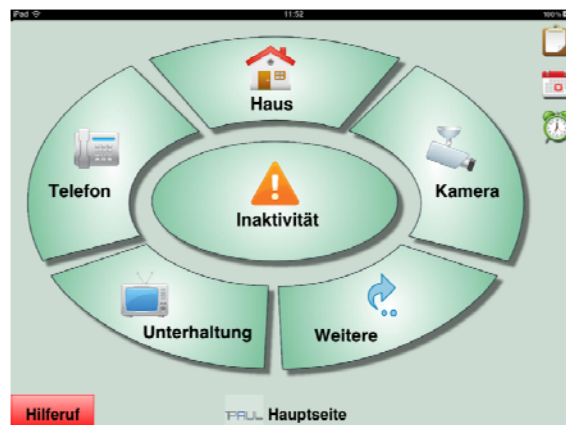 iPad 11:52 100%
Haus
Telefon
Kamera
Inaktivität
Unterhaltung
Weitere
Hilferuf PAUL Hauptseite